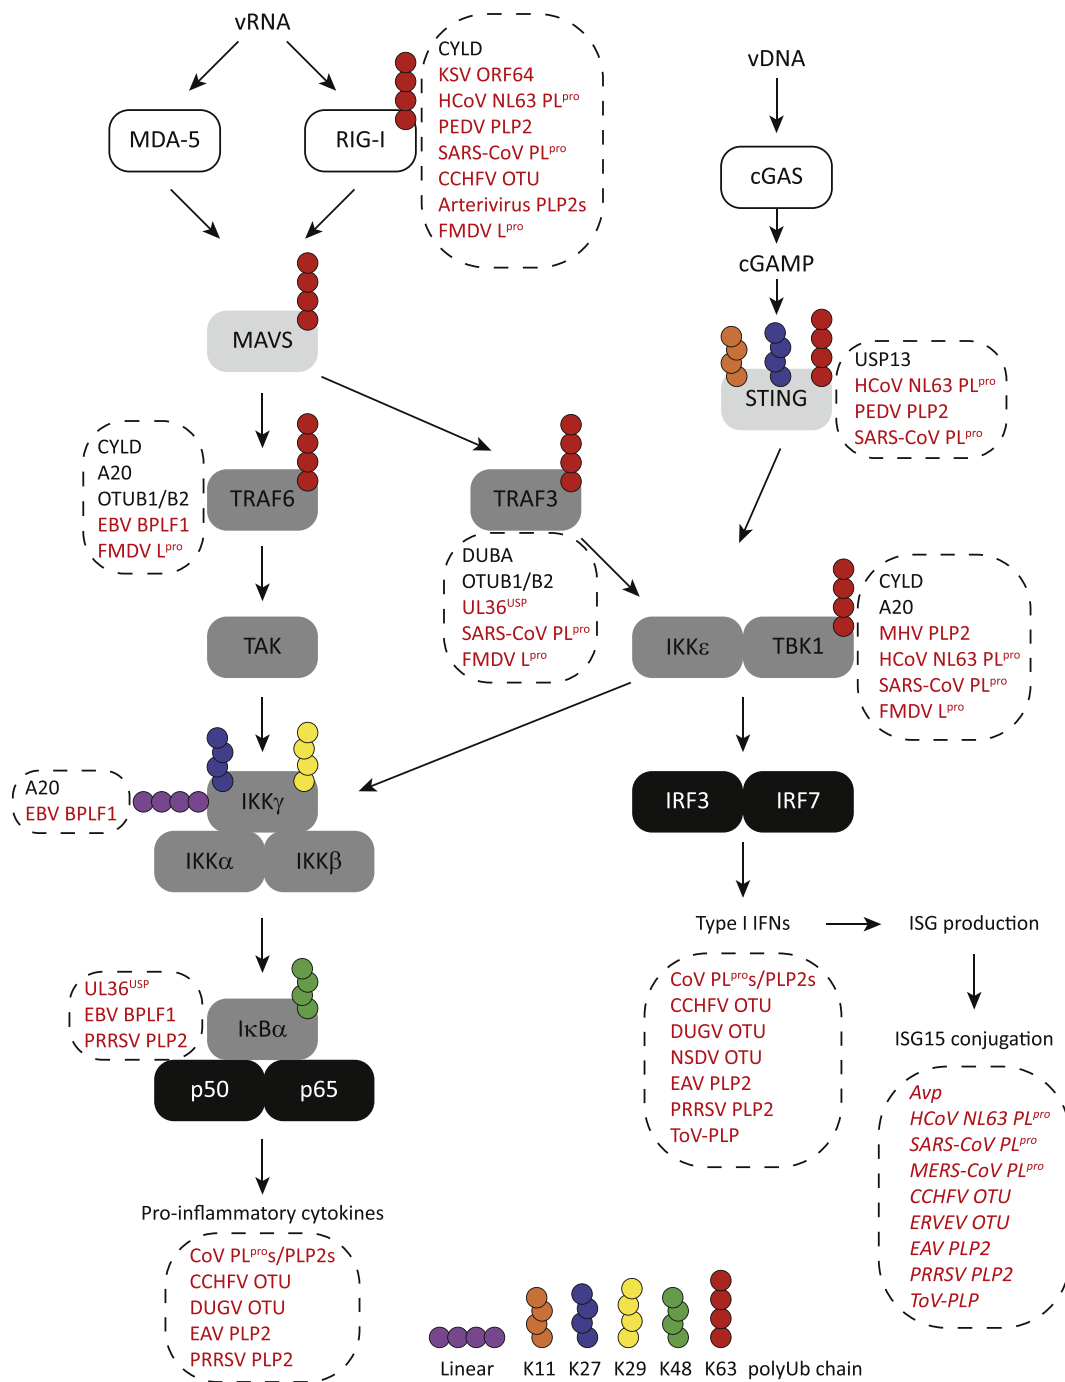 vRNA
MDA-5
RIG-I
CYLD
KSV ORF64
HCoV NL63 PLpro
PEDV PLP2
SARS-CoV PLpro
CCHFV OTU
Arterivirus PLP2s
FMDV Lpro
vDNA
cGAS
cGAMP
STING
USP13
HCoV NL63 PLpro
PEDV PLP2
SARS-CoV PLpro
MAVS
CYLD
A20
OTUB1/B2
EBV BPLF1
FMDV Lpro
TRAF6
TRAF3
DUBA
OTUB1/B2
UL36USP
SARS-CoV PLpro
FMDV Lpro
TAK
IKKε
TBK1
CYLD
A20
MHV PLP2
HCoV NL63 PLpro
SARS-CoV PLpro
FMDV Lpro
A20
EBV BPLF1
IKKγ
IKKα
IKKβ
IRF3
IRF7
UL36USP
EBV BPLF1
PRRSV PLP2
IκBα
p50
p65
Type I IFNs
CoV PLpros/PLP2s
CCHFV OTU
DUGV OTU
NSDV OTU
EAV PLP2
PRRSV PLP2
ToV-PLP
ISG production
ISG15 conjugation
Avp
HCoV NL63 PLpro
SARS-CoV PLpro
MERS-CoV PLpro
CCHFV OTU
ERVEV OTU
EAV PLP2
PRRSV PLP2
ToV-PLP
Pro-inflammatory cytokines
CoV PLpros/PLP2s
CCHFV OTU
DUGV OTU
EAV PLP2
PRRSV PLP2
Linear K11 K27 K29 K48 K63 polyUb chain